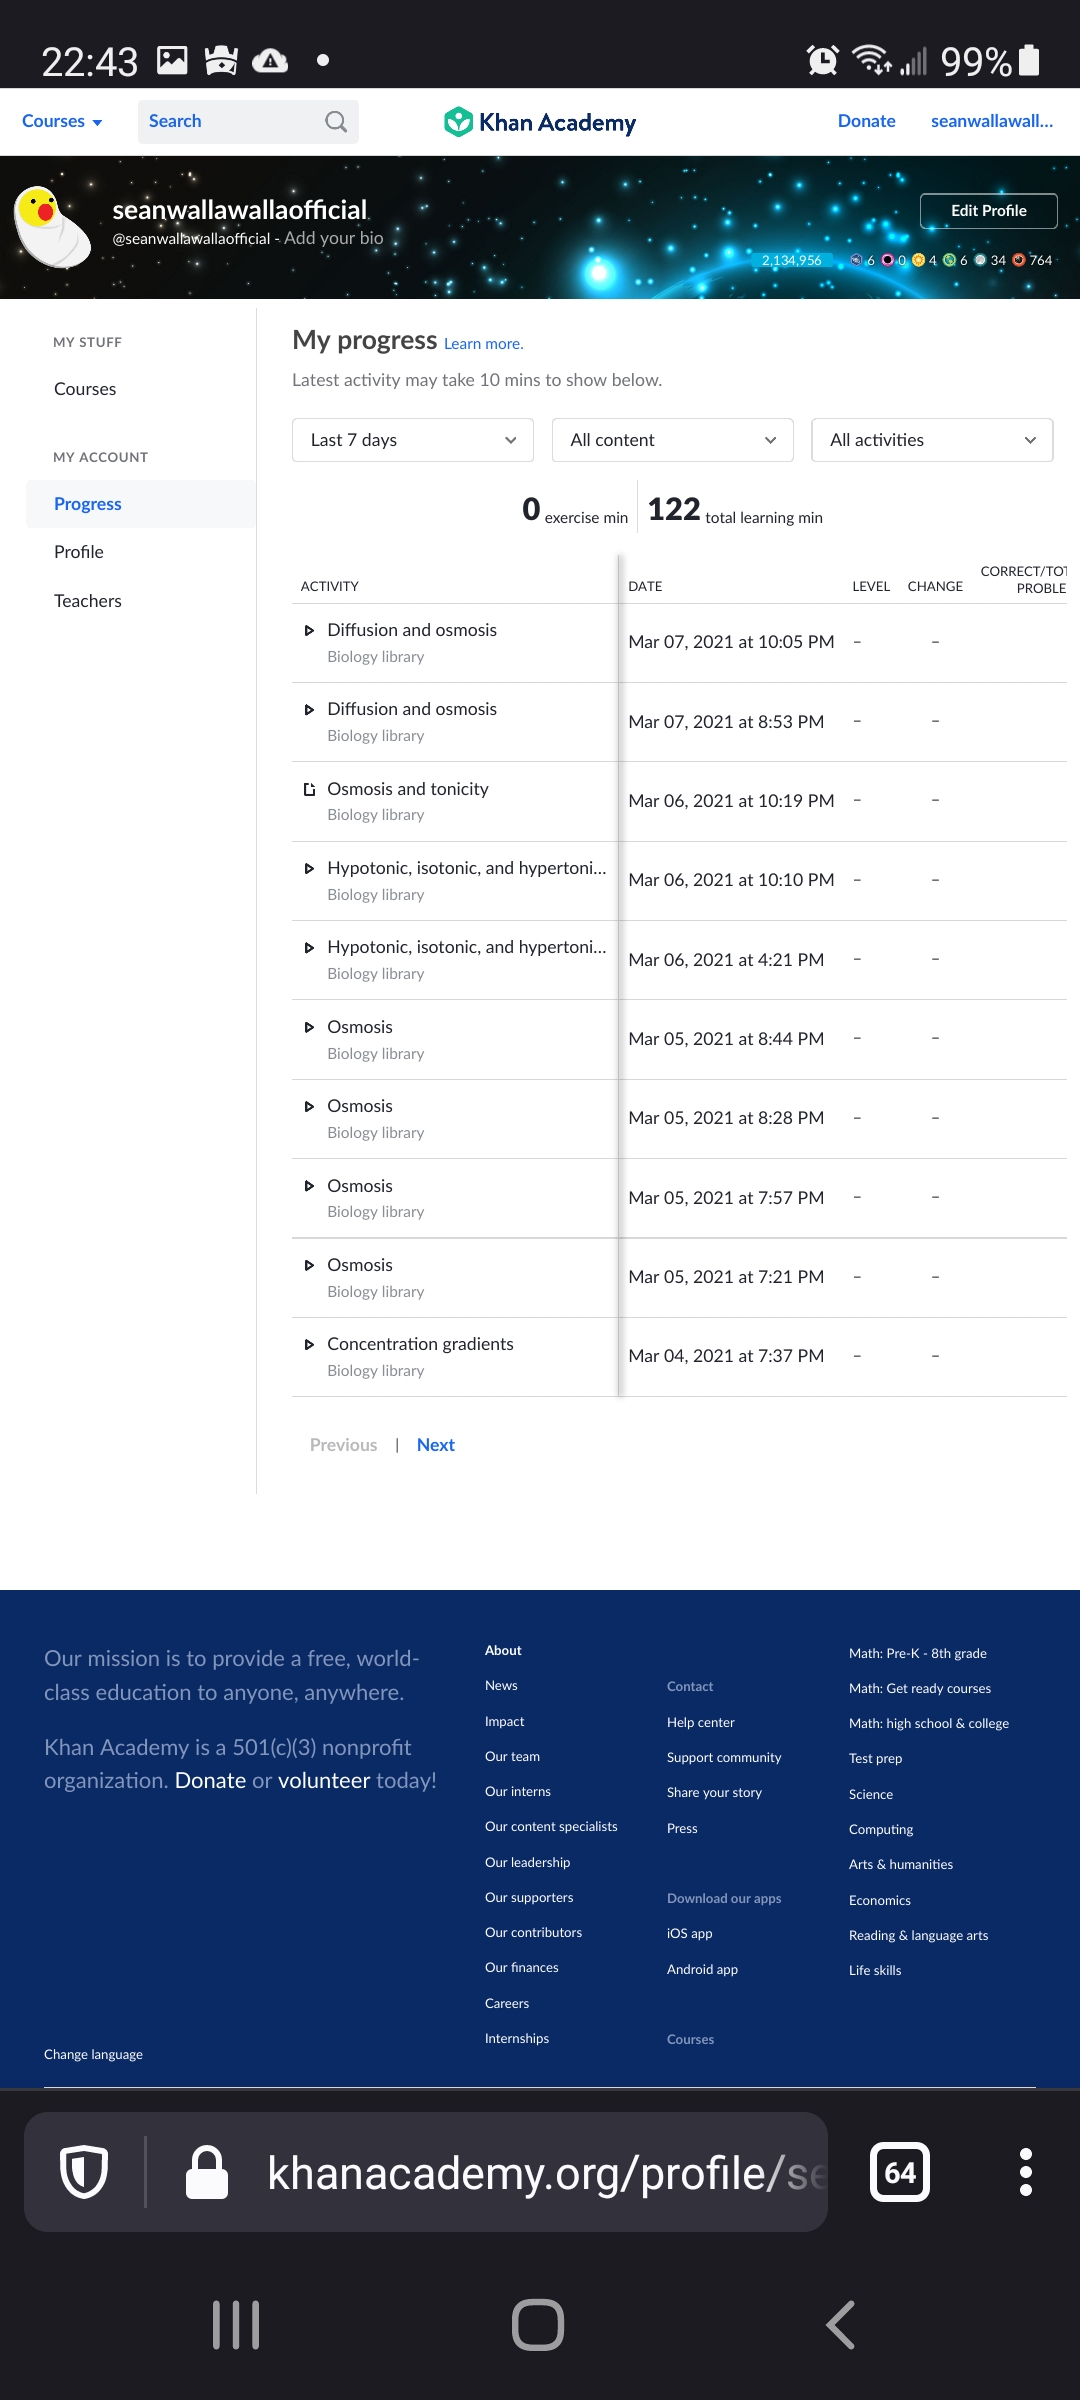 22:43
99%
Courses
Search
Khan Academy
Donate
seanwallawall...
seanwallawallaofficial
@seanwallawallaofficial - Add your bio
Edit Profile
2,134,956 6 0 4 6 34 764
MY STUFF
Courses
MY ACCOUNT
Progress
Profile
Teachers
My progress Learn more.
Latest activity may take 10 mins to show below.
Last 7 days
All content
All activities
0 exercise min
122 total learning min
ACTIVITY DATE LEVEL CHANGE CORRECT/TOT
PROBLE
Diffusion and osmosis
Biology library
Mar 07, 2021 at 10:05 PM – –
Diffusion and osmosis
Biology library
Mar 07, 2021 at 8:53 PM – –
Osmosis and tonicity
Biology library
Mar 06, 2021 at 10:19 PM – –
Hypotonic, isotonic, and hypertoni...
Biology library
Mar 06, 2021 at 10:10 PM – –
Hypotonic, isotonic, and hypertoni...
Biology library
Mar 06, 2021 at 4:21 PM – –
Osmosis
Biology library
Mar 05, 2021 at 8:44 PM – –
Osmosis
Biology library
Mar 05, 2021 at 8:28 PM – –
Osmosis
Biology library
Mar 05, 2021 at 7:57 PM – –
Osmosis
Biology library
Mar 05, 2021 at 7:21 PM – –
Concentration gradients
Biology library
Mar 04, 2021 at 7:37 PM – –
Previous | Next
Our mission is to provide a free, world-
class education to anyone, anywhere.
Khan Academy is a 501(c)(3) nonprofit
organization. Donate or volunteer today!
Change language
About
News
Impact
Our team
Our interns
Our content specialists
Our leadership
Our supporters
Our contributors
Our finances
Careers
Internships
Contact
Help center
Support community
Share your story
Press
Download our apps
iOS app
Android app
Courses
Math: Pre-K - 8th grade
Math: Get ready courses
Math: high school & college
Test prep
Science
Computing
Arts & humanities
Economics
Reading & language arts
Life skills
khanacademy.org/profile/se
64